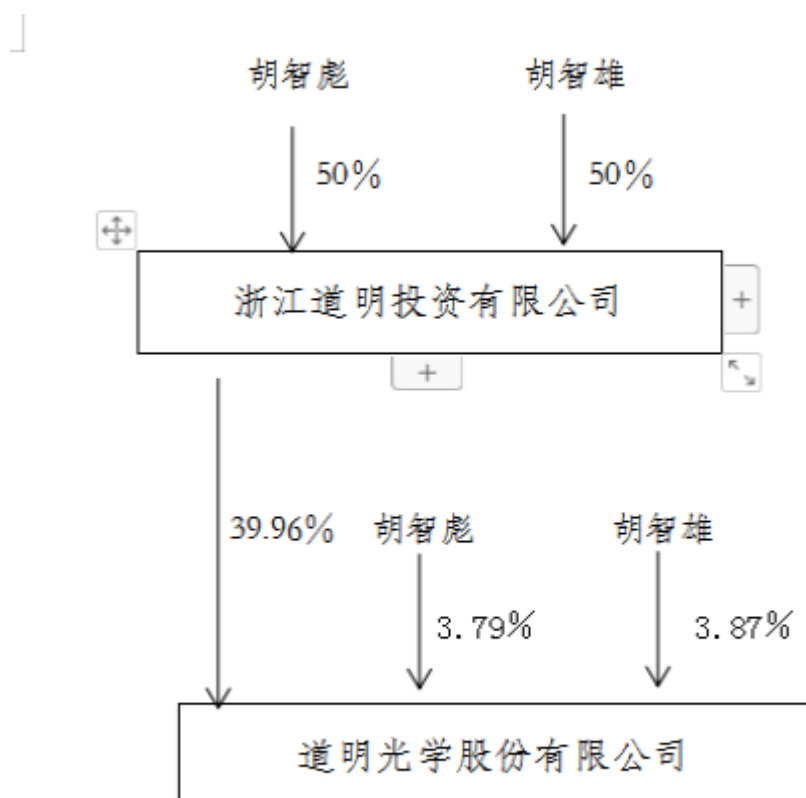 胡智彪 胡智雄
50% 50%
浙江道明投资有限公司
39.96% 胡智彪 胡智雄
3.79% 3.87%
道明光学股份有限公司